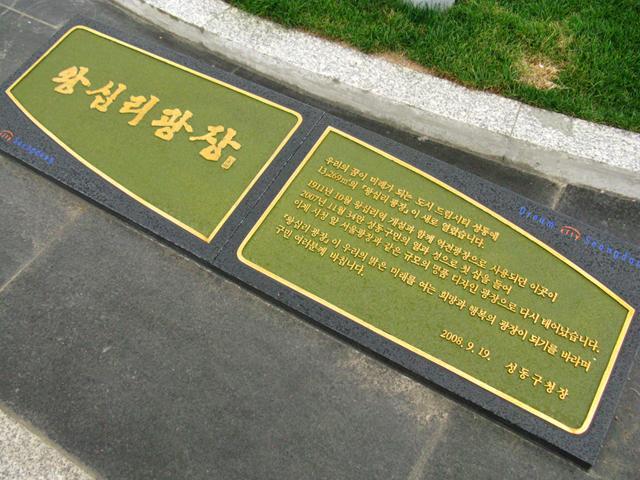 왕십리광장
우리의 꿈이 미래가 되는 도시 드림시티 성동에
13,269㎡의 「왕십리 광장」이 새로 열렸습니다.
1911년 10월 왕십리역 개설과 함께 역전광장으로 사용되던 이곳이
2007년 11월 34만 성동구민의 열과 성으로 첫 삽을 들어
이제 시청 앞 서울광장과 같은 규모의 명품 디자인 광장으로 다시 태어났습니다.
「왕십리 광장」이 우리의 밝은 미래를 여는 희망과 행복의 광장이 되기를 바라며
구민 여러분께 바칩니다.
2008. 9. 19.
성동구청장
Dream Seongdong
Seongdong